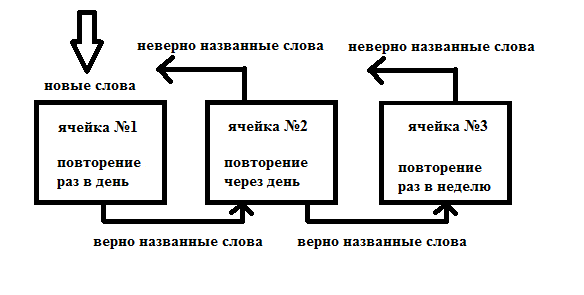 неверно названные слова
неверно названные слова
новые слова
ячейка №1
повторение
раз в день
ячейка №2
повторение
через день
ячейка №3
повторение
раз в неделю
верно названные слова
верно названные слова